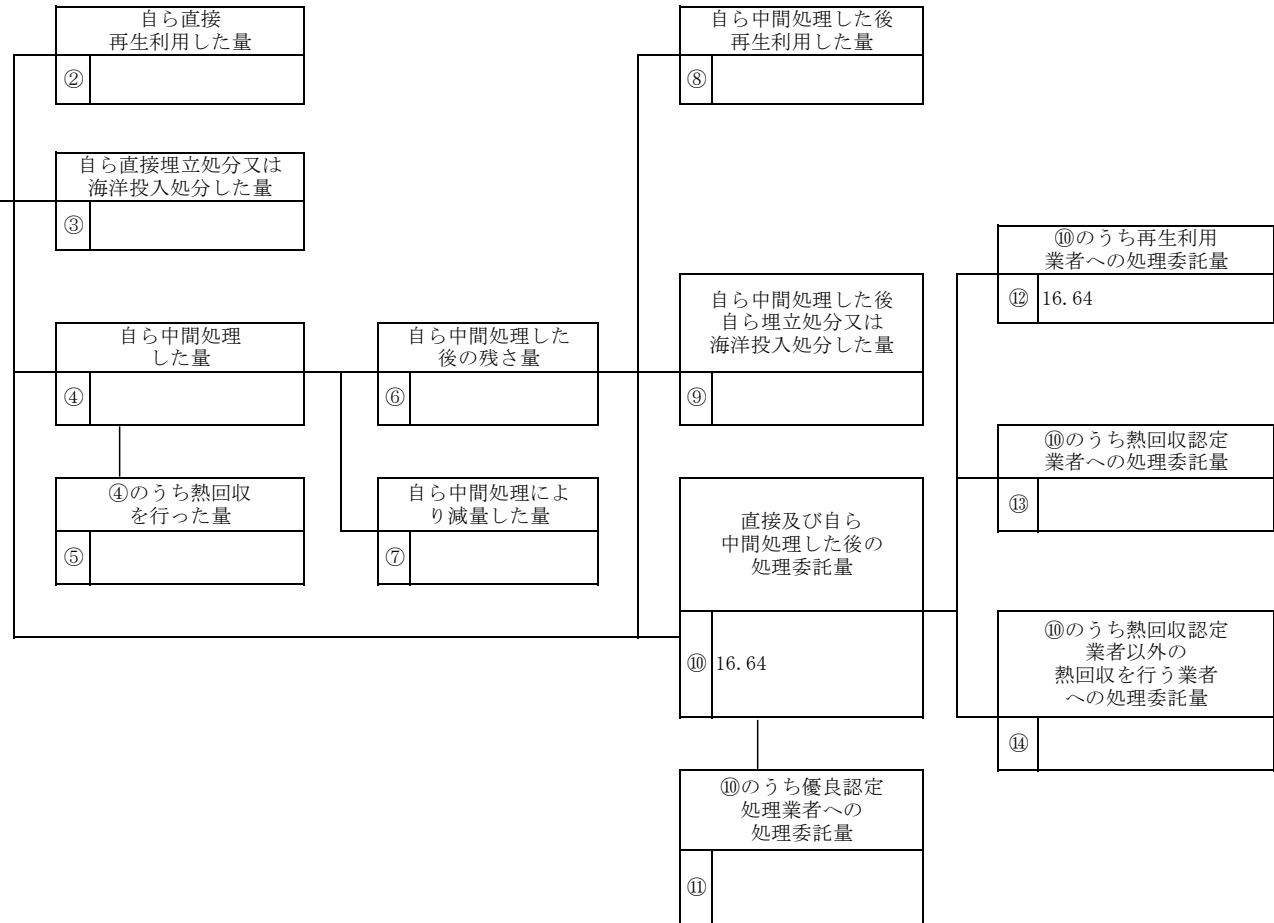 自ら直接
再生利用した量
②
自ら直接埋立処分又は
海洋投入処分した量
③
自ら中間処理
した量
④
④のうち熱回収
を行った量
⑤
自ら中間処理した
後の残さ量
⑥
自ら中間処理によ
り減量した量
⑦
自ら中間処理した後
再生利用した量
⑧
自ら中間処理した後
自ら埋立処分又は
海洋投入処分した量
⑨
直接及び自ら
中間処理した後の
処理委託量
⑩ 16.64
⑩のうち優良認定
処理業者への
処理委託量
⑪
⑩のうち再生利用
業者への処理委託量
⑫ 16.64
⑩のうち熱回収認定
業者への処理委託量
⑬
⑩のうち熱回収認定
業者以外の
熱回収を行う業者
への処理委託量
⑭